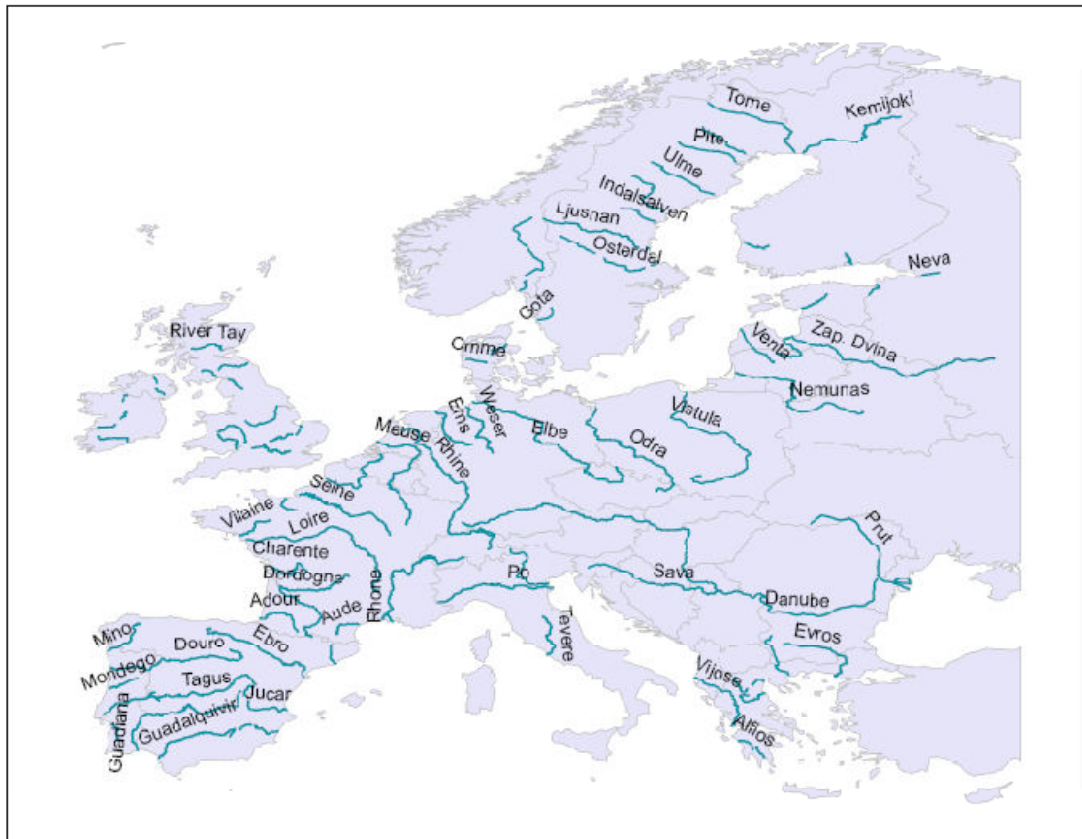 Tome
Kemijoki
Pite
Ulme
Indalsalven
Ljusnan
Osterdal
Neva
Gota
River Tay
Omme
Venta
Zap. Dvina
Nemunas
Ems
Weser
Vistula
Meuse
Rhine
Elbe
Odra
Seine
Vilaine
Loire
Prut
Charente
Dordogne
Po
Sava
Adour
Aude
Rhone
Danube
Mino
Douro
Ebro
Tevere
Evros
Mondego
Tagus
Jucar
Vijose
Guadiana
Guadalquivir
Alfios